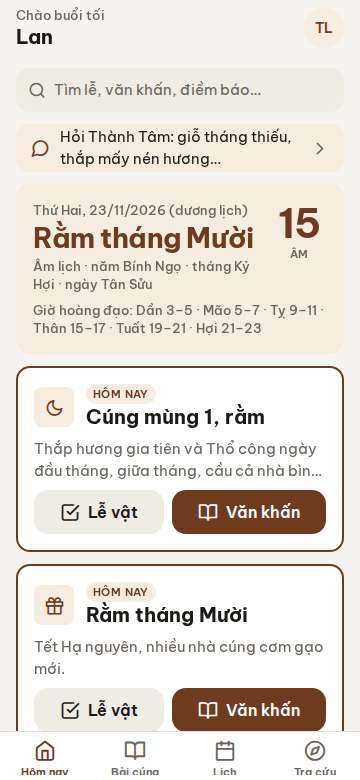 Chào buổi tối
Lan
TL
Tìm lễ, văn khấn, điềm báo...
Hỏi Thành Tâm: giỗ tháng thiếu,
thắp mấy nén hương...
Thứ Hai, 23/11/2026 (dương lịch)
Rằm tháng Mười
15
ÂM
Âm lịch · năm Bính Ngọ · tháng Kỷ
Hợi · ngày Tân Sửu
Giờ hoàng đạo: Dần 3–5 · Mão 5–7 · Tỵ 9–11 ·
Thân 15–17 · Tuất 19–21 · Hợi 21–23
HÔM NAY
Cúng mùng 1, rằm
Thắp hương gia tiên và Thổ công ngày
đầu tháng, giữa tháng, cầu cả nhà bìn...
Lễ vật
Văn khấn
HÔM NAY
Rằm tháng Mười
Tết Hạ nguyên, nhiều nhà cúng cơm gạo
mới.
Lễ vật
Văn khấn
Hôm nay
Bài cúng
Lịch
Tra cứu